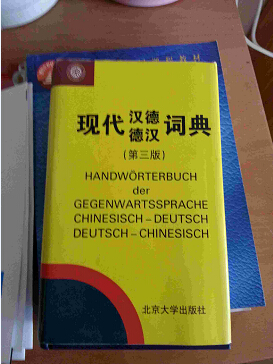 现代汉德德汉词典
(第三版)
HANDWÖRTERBUCH
der
GEGENWARTSSPRACHE
CHINESISCH – DEUTSCH
DEUTSCH – CHINESISCH
北京大学出版社